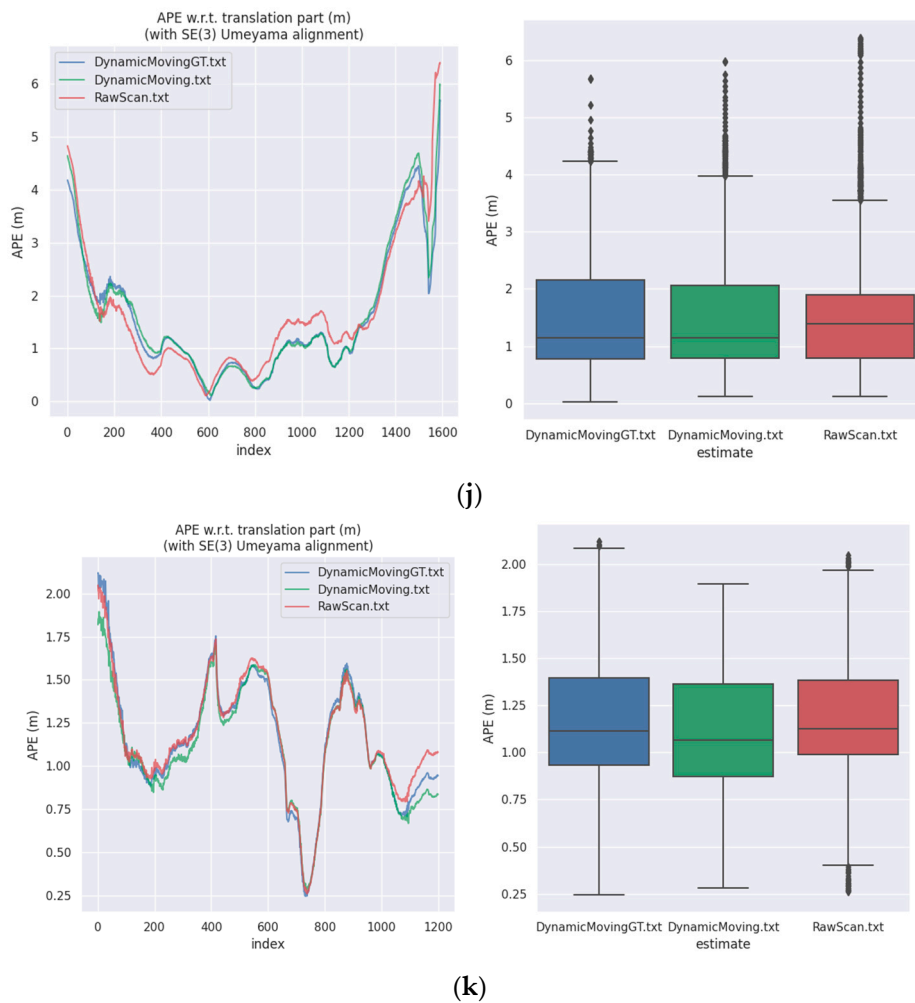 APE w.r.t. translation part (m)
(with SE(3) Umeyama alignment)
DynamicMovingGT.txt
DynamicMoving.txt
RawScan.txt
APE (m)
6
5
4
3
2
1
0
0 200 400 600 800 1000 1200 1400 1600
index
APE (m)
6
5
4
3
2
1
0
DynamicMovingGT.txt DynamicMoving.txt RawScan.txt
estimate
(j)
APE w.r.t. translation part (m)
(with SE(3) Umeyama alignment)
DynamicMovingGT.txt
DynamicMoving.txt
RawScan.txt
APE (m)
2.00
1.75
1.50
1.25
1.00
0.75
0.50
0.25
0 200 400 600 800 1000 1200
index
APE (m)
2.00
1.75
1.50
1.25
1.00
0.75
0.50
0.25
DynamicMovingGT.txt DynamicMoving.txt RawScan.txt
estimate
(k)